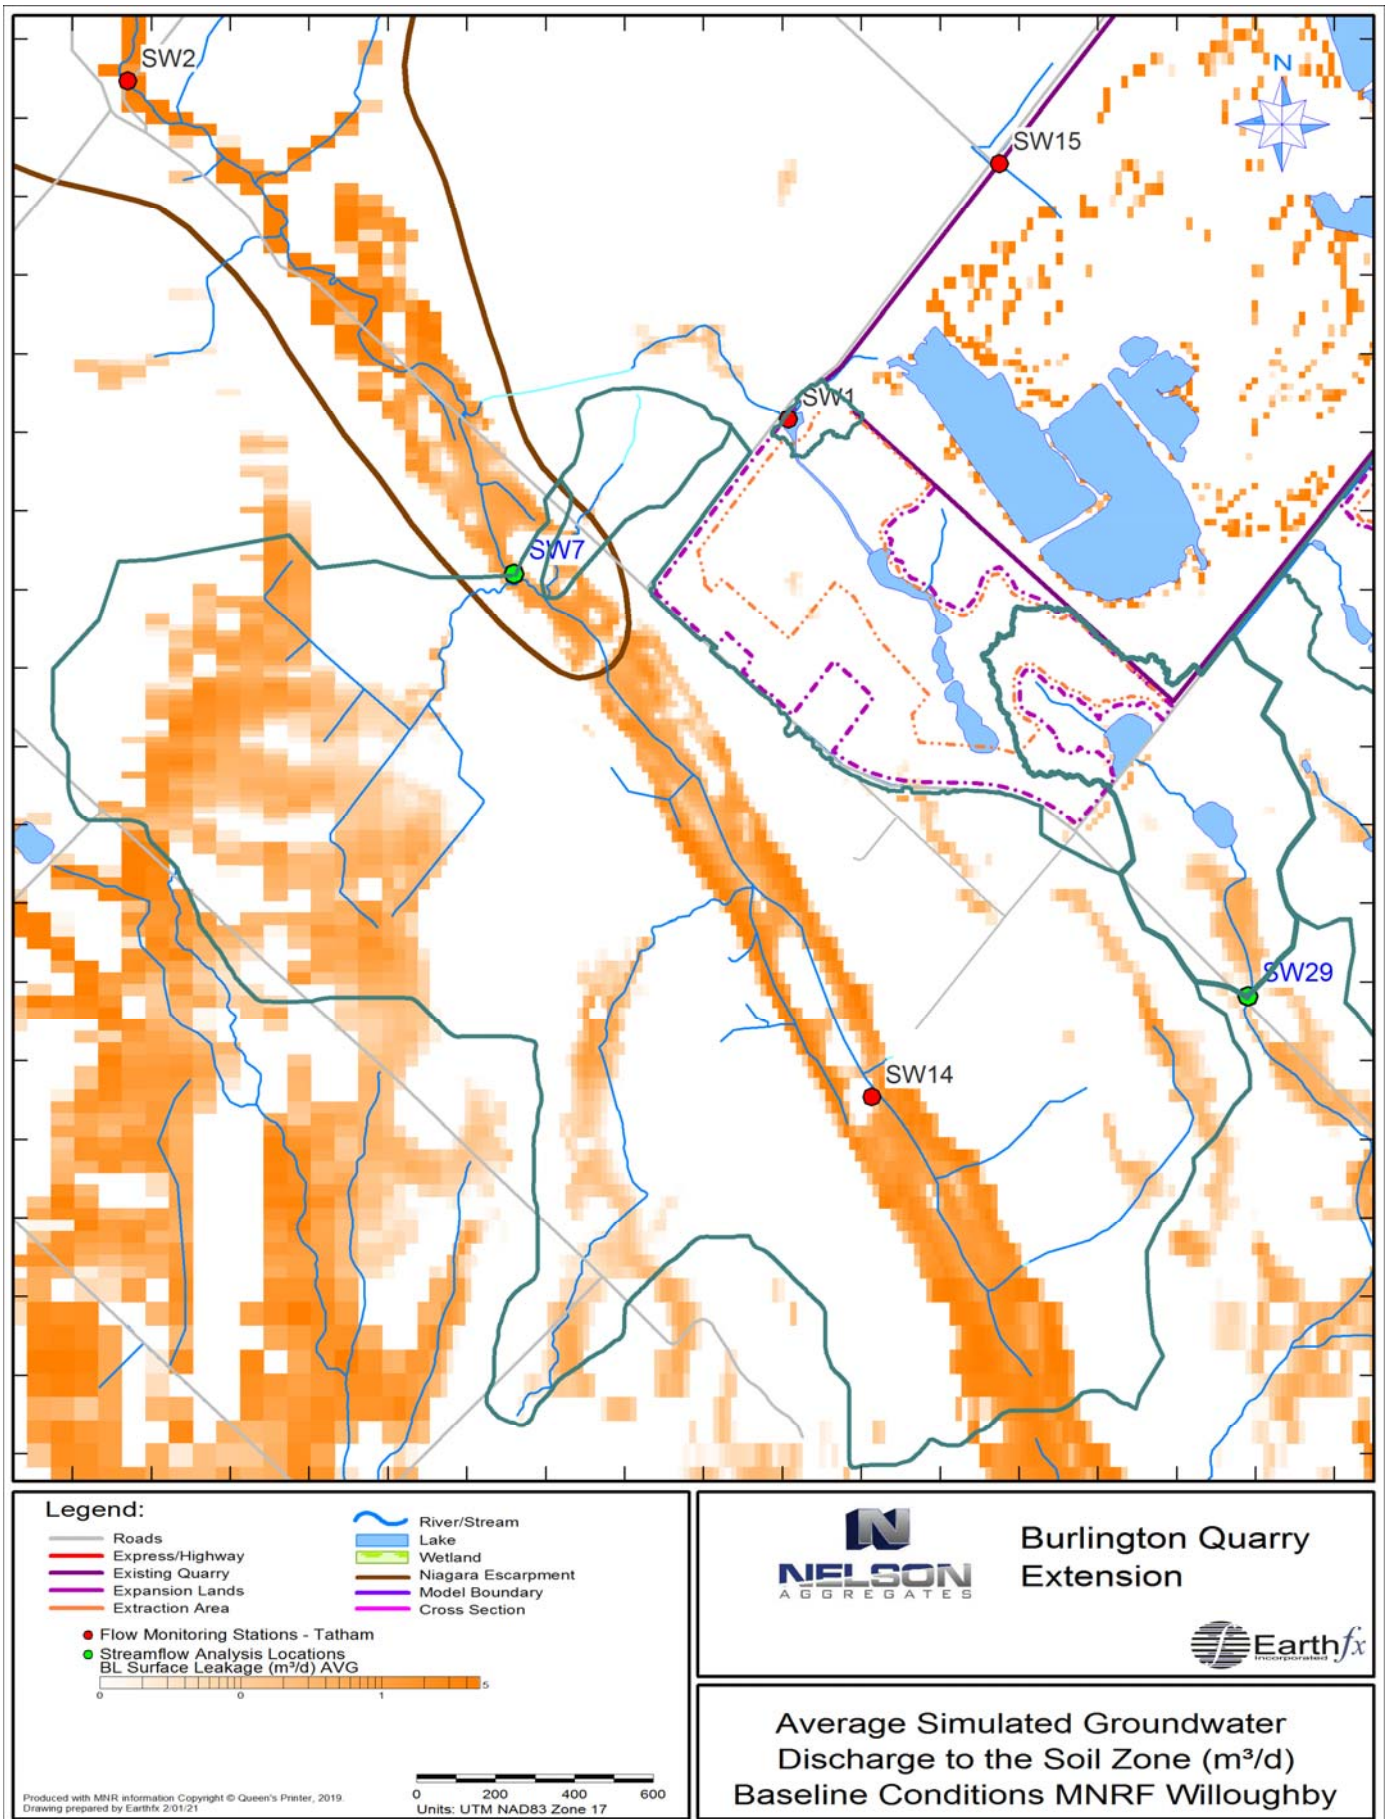 SW2
N
SW15
SW1
SW7
SW29
SW14
Legend:
Roads
Express/Highway
Existing Quarry
Expansion Lands
Extraction Area
River/Stream
Lake
Wetland
Niagara Escarpment
Model Boundary
Cross Section
Flow Monitoring Stations - Tatham
Streamflow Analysis Locations
BL Surface Leakage (m³/d) AVG
0 0 1 5
Produced with MNR information Copyright © Queen's Printer, 2019.
Drawing prepared by Earthfx 2/01/21
0 200 400 600
Units: UTM NAD83 Zone 17
N
NELSON
AGGREGATES
Burlington Quarry
Extension
Earthfx
Incorporated
Average Simulated Groundwater
Discharge to the Soil Zone (m³/d)
Baseline Conditions MNRF Willoughby